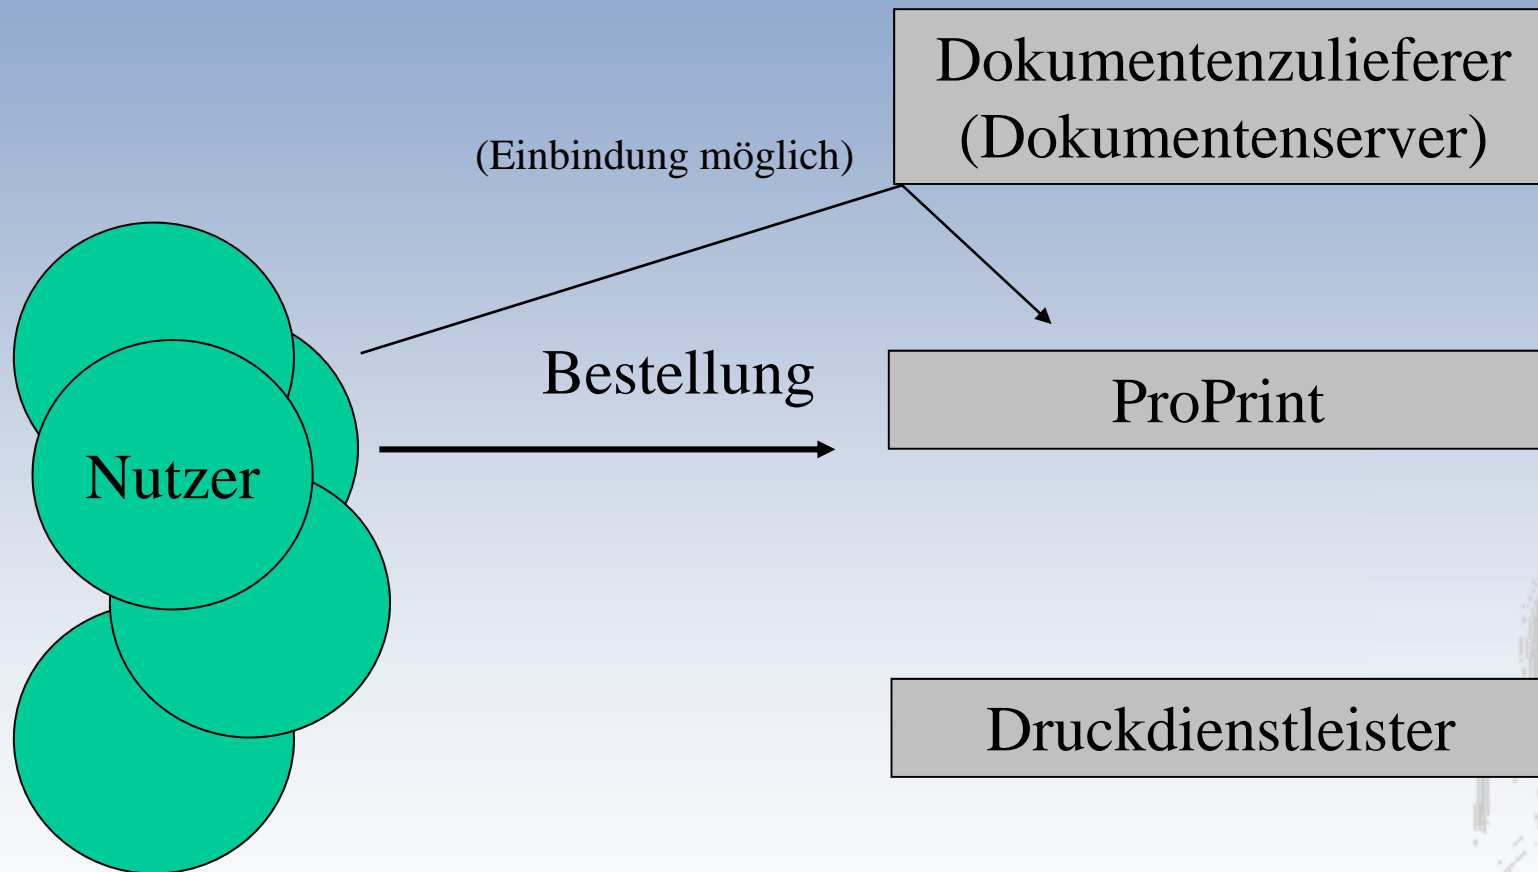 Dokumentenzulieferer
(Dokumentenserver)
(Einbindung möglich)
Bestellung
ProPrint
Nutzer
Druckdienstleister